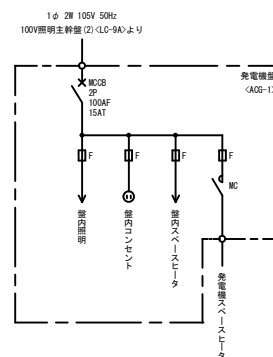 1φ 2W 105V 50Hz
100V照明主幹盤(2)<LC-9A>より
発電機盤
<ACG-1>
MCCB
2P
100AF
15AT
F
F
F
F
MC
盤内照明
盤内コンセント
盤内スペースヒータ
発電機スペースヒータ